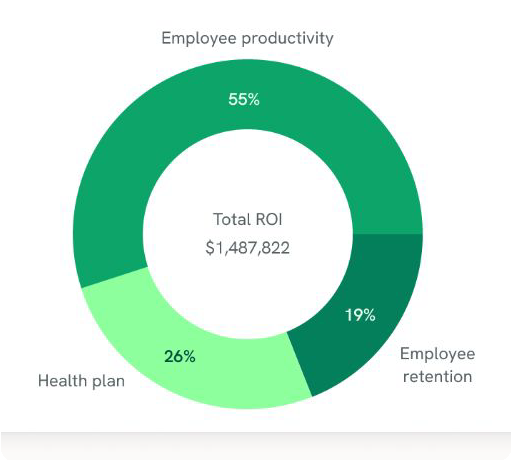 Employee productivity
55%
Total ROI
$1,487,822
19%
26%
Employee
retention
Health plan